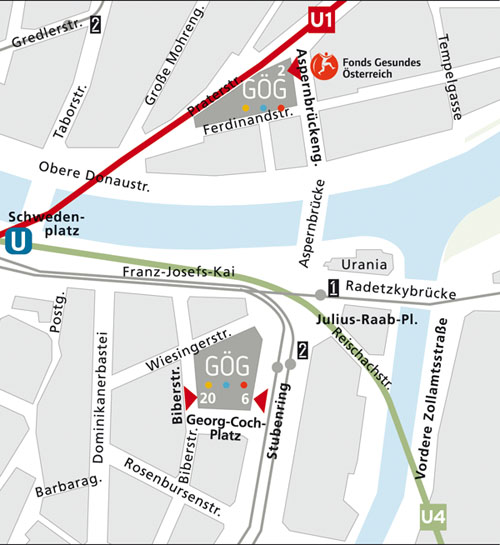 Gredlerstr.
2
Große Mohreng.
U1
Taborstr.
Praterstr.
2
GÖG
Aspernbrückeng.
Fonds Gesundes
Österreich
Tempelgasse
Ferdinandstr.
Obere Donaustr.
Schweden-
platz
U
Aspernbrücke
Urania
Franz-Josefs-Kai
1
Radetzkybrücke
Postg.
Julius-Raab-Pl.
Dominikanerbastei
Wiesingerstr.
2
Reischachstr.
GÖG
20
6
Biberstr.
Georg-Coch-
Platz
Stubenring
Vordere Zollamtsstraße
Biberstr.
Rosenbursenstr.
Barbarag.
U4